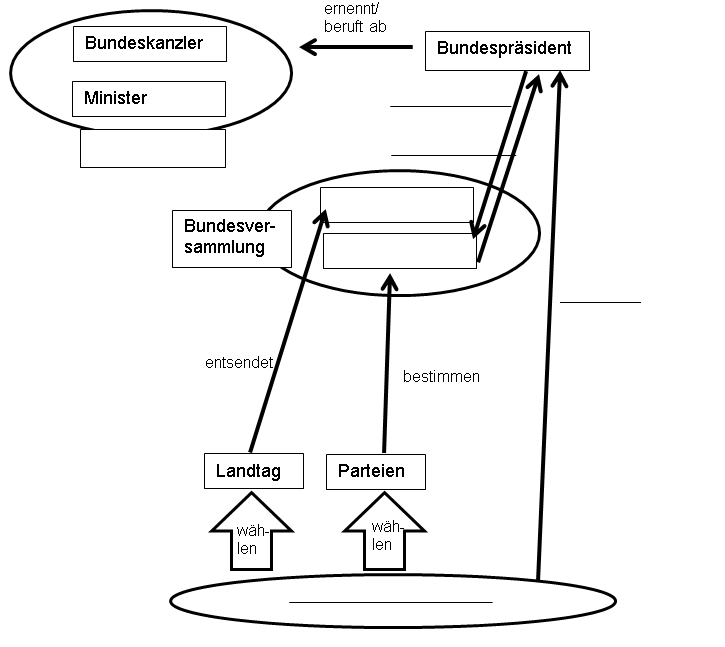 ernennt/
beruft ab
Bundeskanzler
Bundespräsident
Minister
Bundesver-
sammlung
entsendet
bestimmen
Landtag
Parteien
wäh-
len
wäh-
len